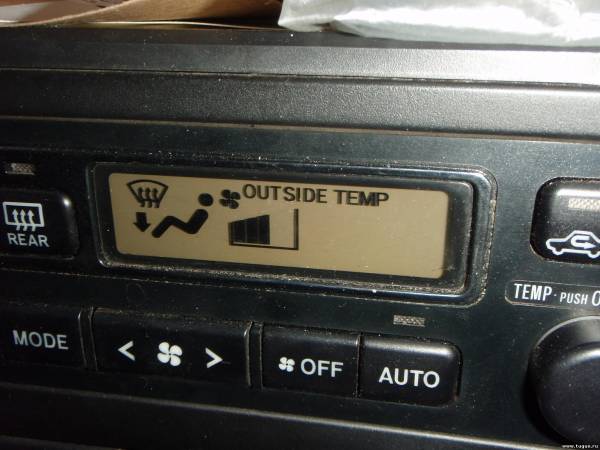 OUTSIDE TEMP
REAR
TEMP·PUSH
MODE
< >
OFF
AUTO